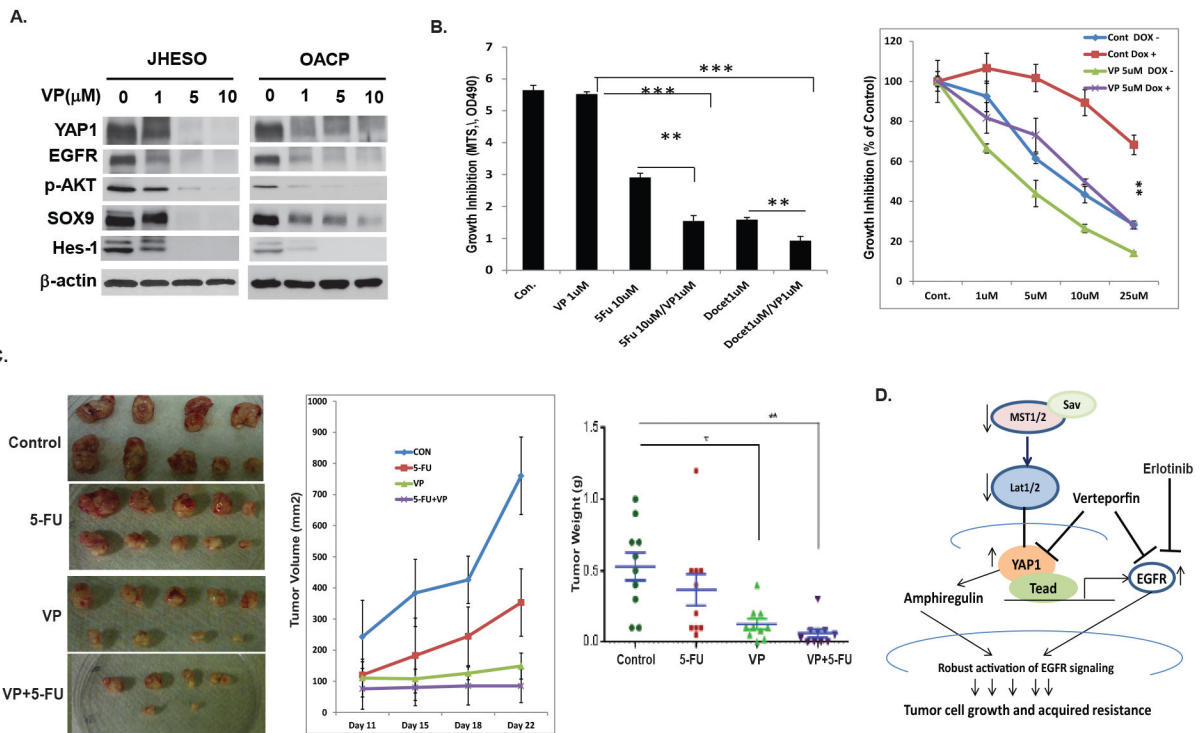 A.
JHESO OACP
VP(μM) 0 1 5 10 0 1 5 10
YAP1
EGFR
p-AKT
SOX9
Hes-1
β-actin
B.
Growth Inhibition (MTS,\, OD490)
7
6
5
4
3
2
1
0
***
***
**
**
Con.
VP 1uM
5Fu 10uM
5Fu 10uM/VP1uM
Docet1uM
Docet1uM/VP1uM
Growth Inhibition (% of Control)
120
100
80
60
40
20
0
Cont DOX -
Cont Dox +
VP 5uM DOX -
VP 5uM Dox +
**
Cont. 1uM 5uM 10uM 25uM
C.
Control
5-FU
VP
VP+5-FU
Tumor Volume (mm2)
1000
900
800
700
600
500
400
300
200
100
0
CON
5-FU
VP
5-FU+VP
Day 11 Day 15 Day 18 Day 22
Tumor Weight (g)
1.5
1.0
0.5
0.0
Control 5-FU VP VP+5-FU
D.
Sav
MST1/2
Lat1/2
Erlotinib
Verteporfin
YAP1
Tead
EGFR
Amphiregulin
Robust activation of EGFR signaling
Tumor cell growth and acquired resistance